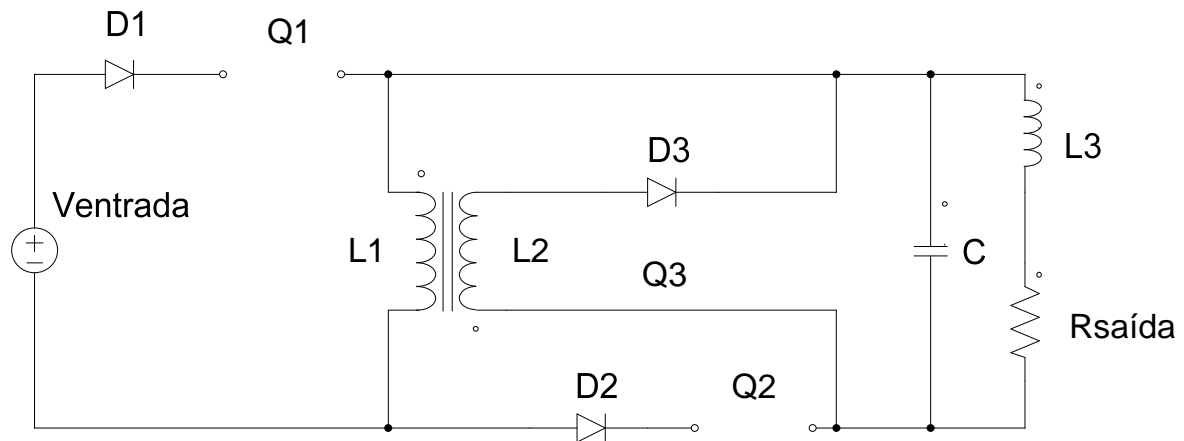 D1
Q1
D3
L3
Ventrada
L1
L2
C
Q3
Rsaída
D2
Q2